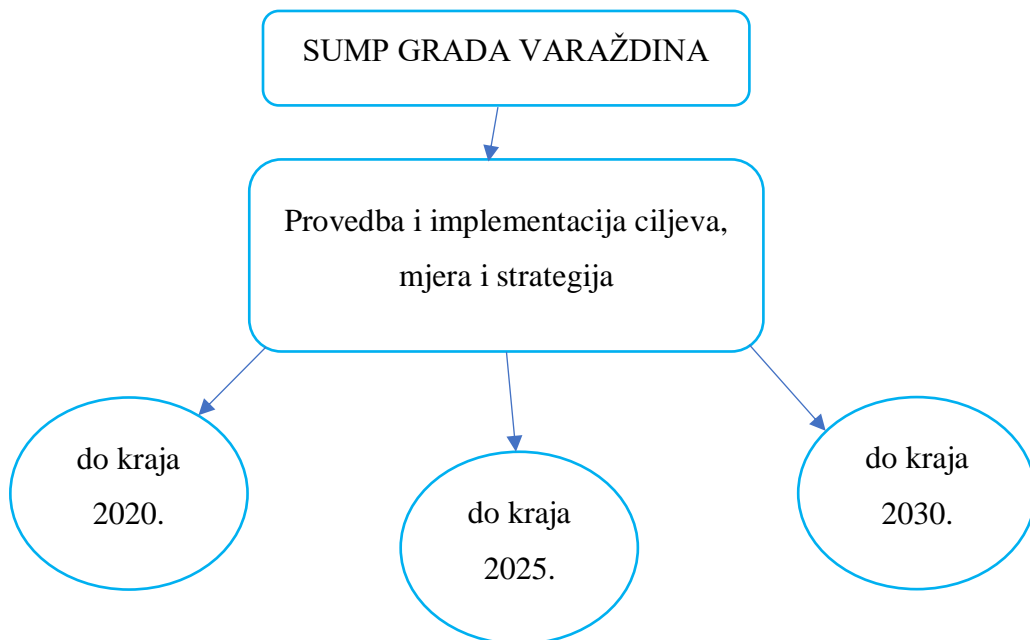 SUMP GRADA VARAŽDINA
Provedba i implementacija ciljeva,
mjera i strategija
do kraja
2020.
do kraja
2025.
do kraja
2030.